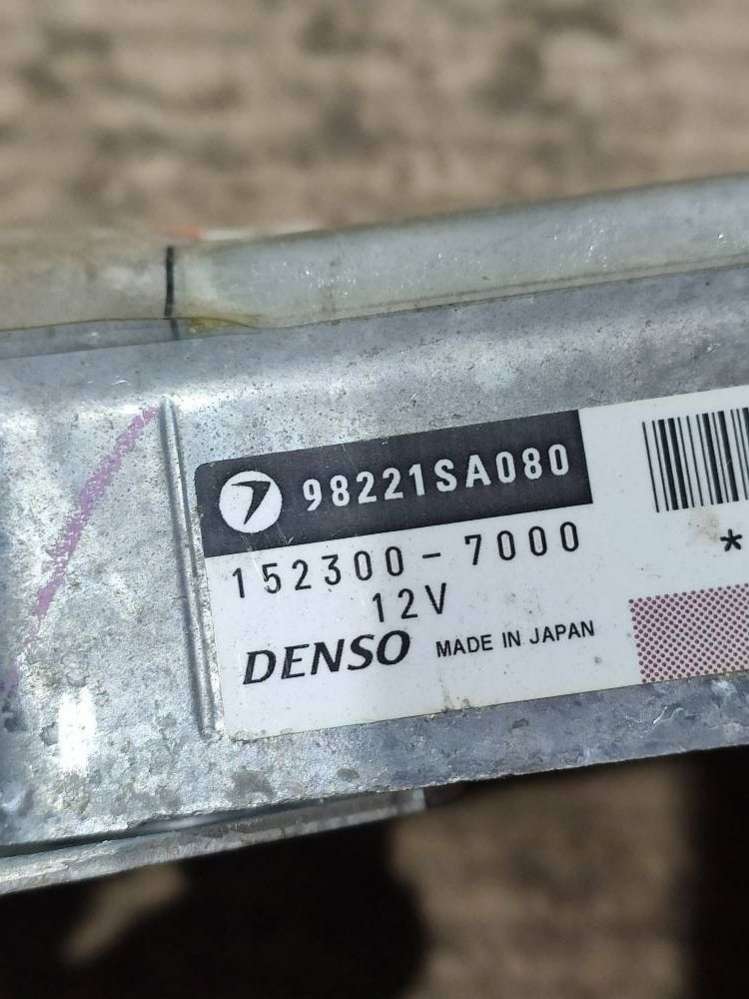 98221SA080
152300-7000
12V
DENSO MADE IN JAPAN
*